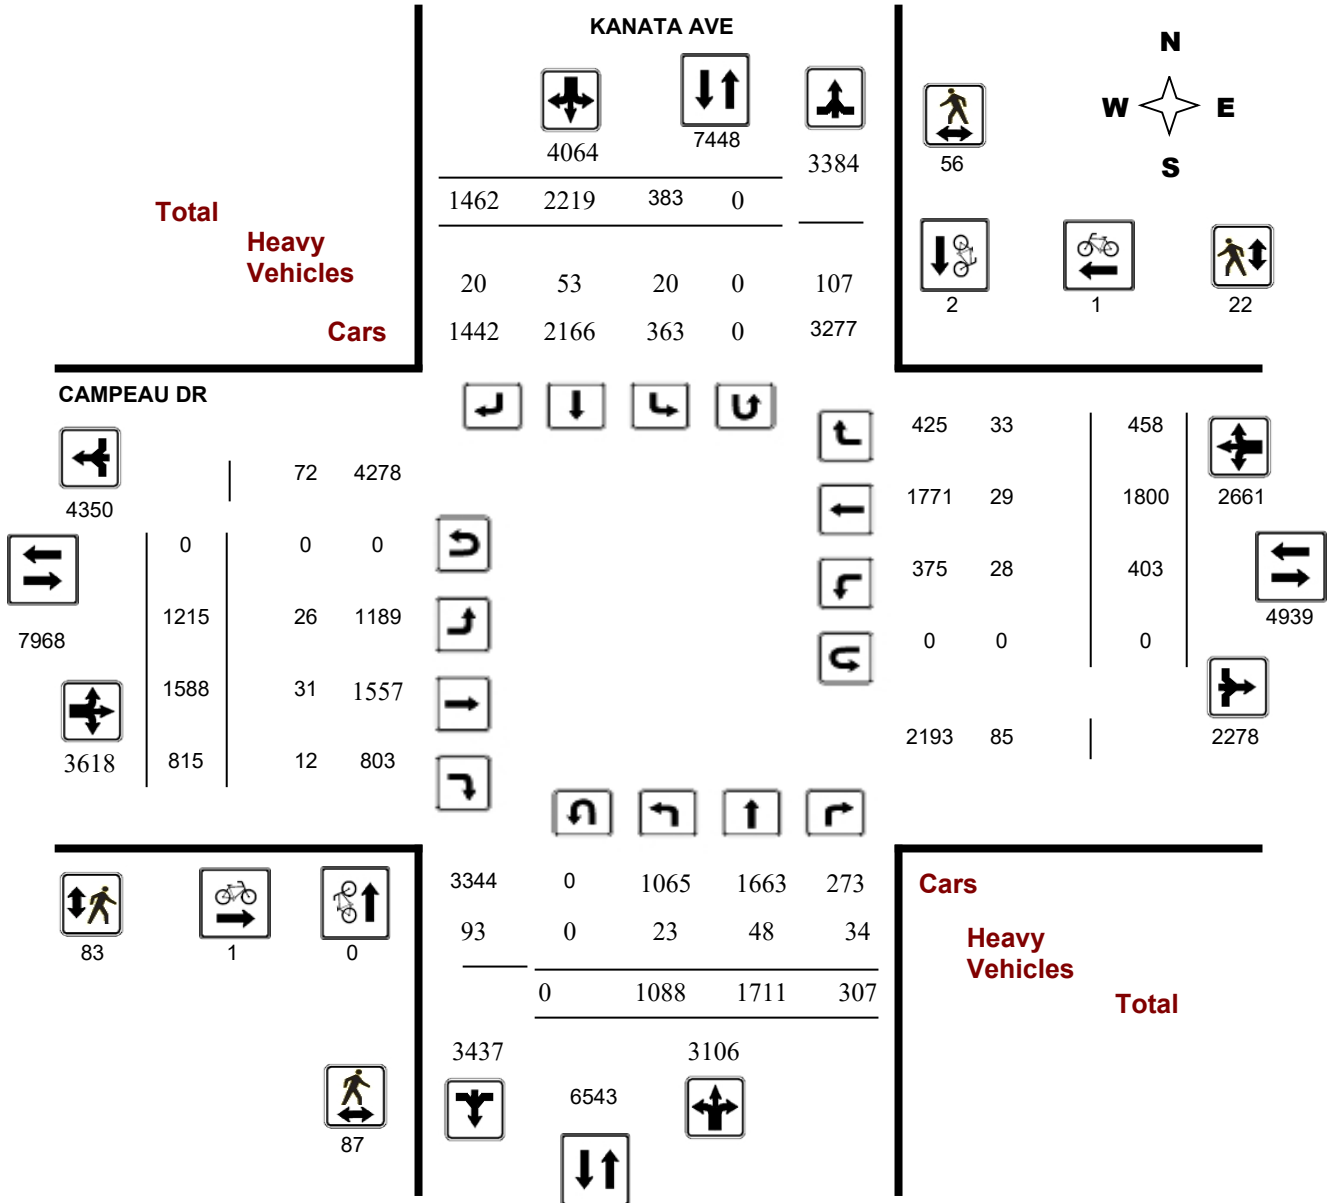 KANATA AVE
N
W E
S
4064
7448
3384
56
1462 2219 383 0
Total
Heavy
Vehicles
20 53 20 0 107
2 1 22
Cars
1442 2166 363 0 3277
CAMPEAU DR
425 33 458
72 4278
4350
1771 29 1800 2661
0 0 0
375 28 403
4939
1215 26 1189
7968
0 0 0
1588 31 1557
2193 85 2278
3618 815 12 803
3344 0 1065 1663 273
Cars
93 0 23 48 34
Heavy
Vehicles
83 1 0
0 1088 1711 307
Total
3437 3106
6543
87